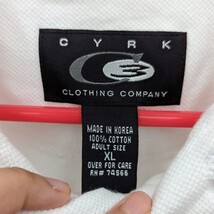 CYRK
CLOTHING COMPANY
MADE IN KOREA
100% COTTON
ADULT SIZE
XL
OVER FOR CARE
RN# 74566